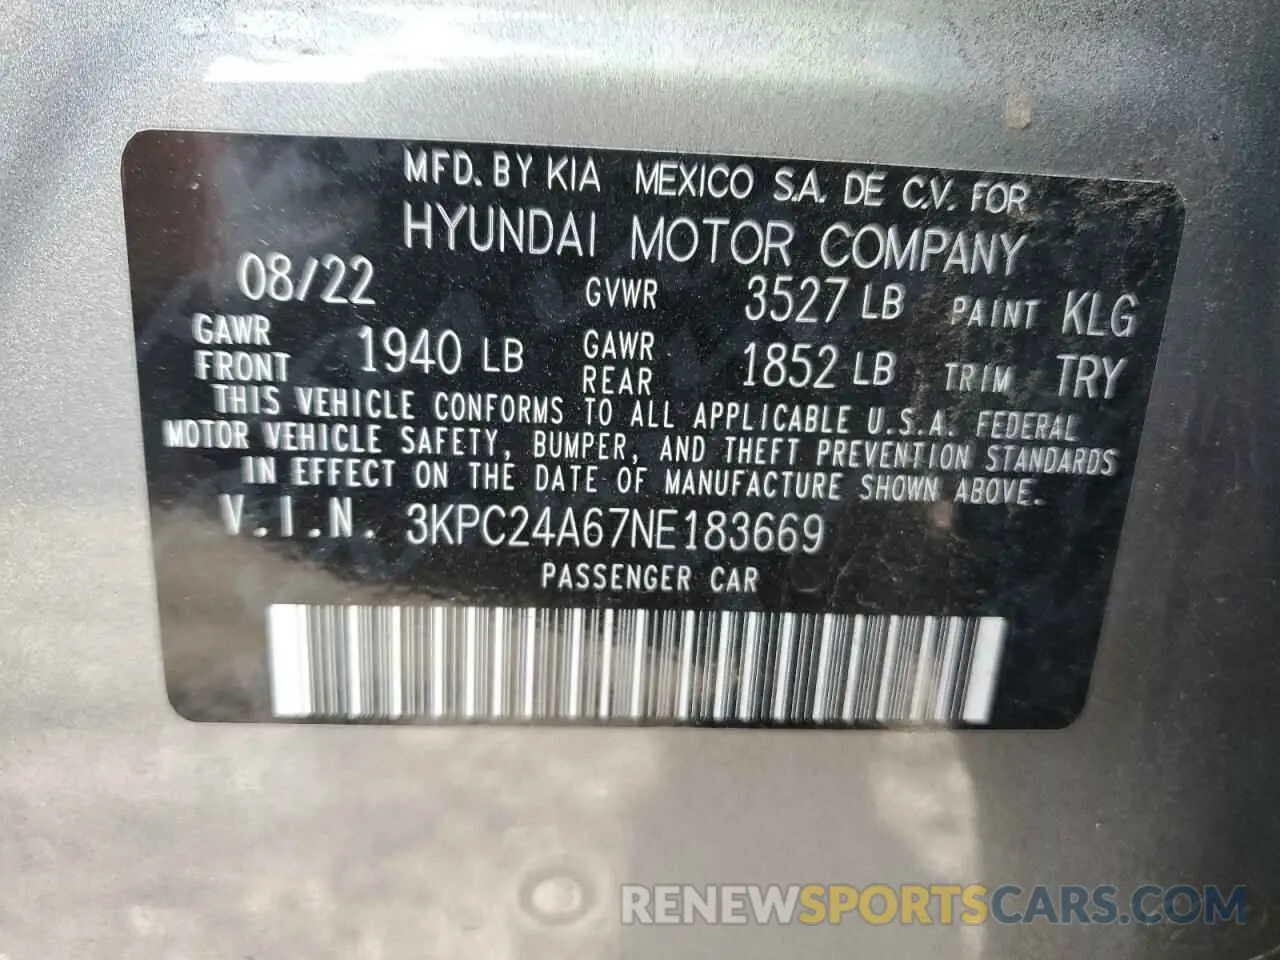 MFD. BY KIA MEXICO S.A. DE C.V. FOR
HYUNDAI MOTOR COMPANY
08/22 GVWR 3527 LB PAINT KLG
GAWR FRONT 1940 LB GAWR REAR 1852 LB TRIM TRY
THIS VEHICLE CONFORMS TO ALL APPLICABLE U.S.A. FEDERAL
MOTOR VEHICLE SAFETY, BUMPER, AND THEFT PREVENTION STANDARDS
IN EFFECT ON THE DATE OF MANUFACTURE SHOWN ABOVE.
V.I.N. 3KPC24A67NE183669
PASSENGER CAR
RENEWSPORTSCARS.COM